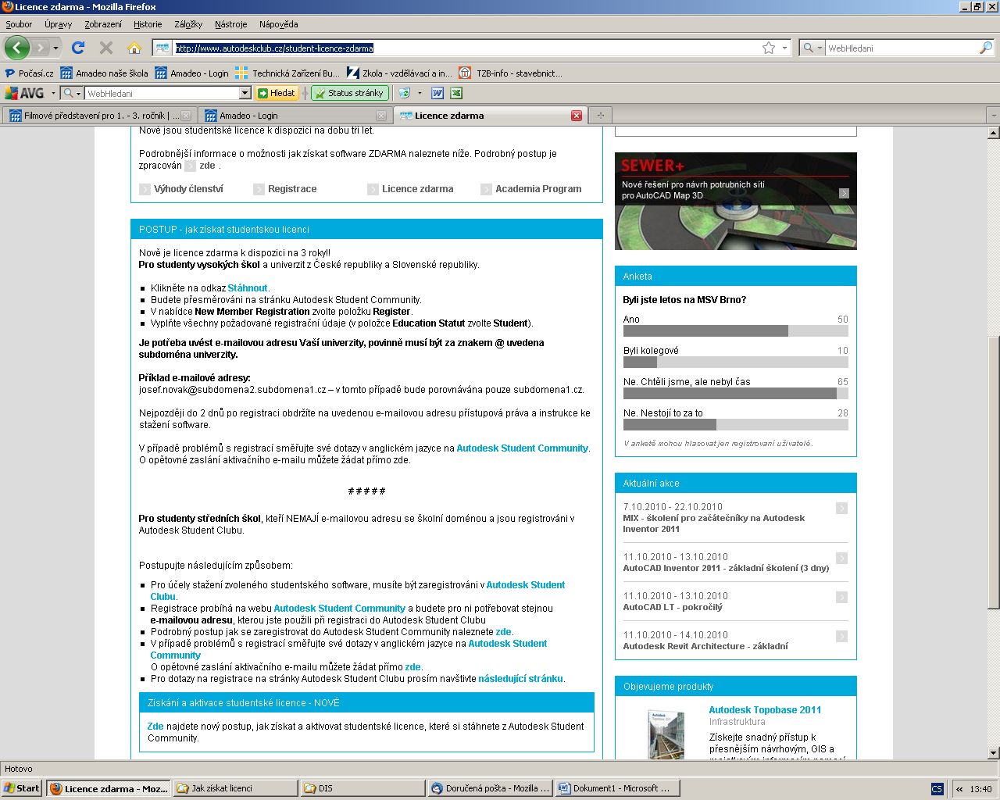 Licence zdarma - Mozilla Firefox
Soubor Úpravy Zobrazení Historie Záložky Nástroje Nápověda
http://www.autodeskclub.cz/student-licence-zdarma
WebHledani
Počasí.cz Amadeo naše škola Amadeo - Login Technická Zařízení Bu... Zkola - vzdělávací a in... TZB-info - stavebnict...
AVG WebHledani Hledat Status stránky
Filmové představení pro 1. - 3. ročník | ... Amadeo - Login Licence zdarma
Nově jsou studentské licence k dispozici na dobu tří let.
Podrobnější informace o možnosti jak získat software ZDARMA naleznete níže. Podrobný postup je
zpracován zde .
Výhody členství Registrace Licence zdarma Academia Program
POSTUP - jak získat studentskou licenci
Nově je licence zdarma k dispozici na 3 roky!!
Pro studenty vysokých škol a univerzit z České republiky a Slovenské republiky.
Klikněte na odkaz Stáhnout.
Budete přesměrováni na stránku Autodesk Student Community.
V nabídce New Member Registration zvolte položku Register.
Vyplňte všechny požadované registrační údaje (v položce Education Statut zvolte Student).
Je potřeba uvést e-mailovou adresu Vaší univerzity, povinně musí být za znakem @ uvedena
subdoména univerzity.
Příklad e-mailové adresy:
josef.novak@subdomena2.subdomena1.cz – v tomto případě bude porovnávána pouze subdomena1.cz.
Nejpozději do 2 dnů po registraci obdržíte na uvedenou e-mailovou adresu přístupová práva a instrukce ke
stažení software.
V případě problémů s registrací směřujte své dotazy v anglickém jazyce na Autodesk Student Community.
O opětovné zaslání aktivačního e-mailu můžete žádat přímo zde.
# # # # #
Pro studenty středních škol, kteří NEMAJÍ e-mailovou adresu se školní doménou a jsou registrováni v
Autodesk Student Clubu.
Postupujte následujícím způsobem:
Pro účely stažení zvoleného studentského software, musíte být zaregistrováni v Autodesk Student
Clubu.
Registrace probíhá na webu Autodesk Student Community a budete pro ni potřebovat stejnou
e-mailovou adresu, kterou jste použili při registraci do Autodesk Student Clubu
Podrobný postup jak se zaregistrovat do Autodesk Student Community naleznete zde.
V případě problémů s registrací směřujte své dotazy v anglickém jazyce na Autodesk Student
Community
O opětovné zaslání aktivačního e-mailu můžete žádat přímo zde.
Pro dotazy na registrace na stránky Autodesk Student Clubu prosím navštivte následující stránku.
Získání a aktivace studentské licence - NOVÉ
Zde najdete nový postup, jak získat a aktivovat studentské licence, které si stáhnete z Autodesk Student
Community.
SEWER+
Nové řešení pro návrh potrubních sítí
pro AutoCAD Map 3D
Anketa
Byli jste letos na MSV Brno?
Ano 50
Byli kolegové 10
Ne. Chtěli jsme, ale nebyl čas 65
Ne. Nestojí to za to 28
V anketě mohou hlasovat jen registrovaní uživatelé.
Aktuální akce
7.10.2010 - 22.10.2010
MIX - školení pro začátečníky na Autodesk
Inventor 2011
11.10.2010 - 13.10.2010
AutoCAD Inventor 2011 - základní školení (3 dny)
11.10.2010 - 13.10.2010
AutoCAD LT - pokročilý
11.10.2010 - 14.10.2010
Autodesk Revit Architecture - základní
Objevujeme produkty
Autodesk Topobase 2011
Infrastruktura
Získejte snadný přístup k
přesnějším návrhovým, GIS a
Hotovo
Start Licence zdarma - Moz... Jak získat licenci DIS Doručená pošta - Mozilla ... Dokument1 - Microsoft ... CS « 13:40